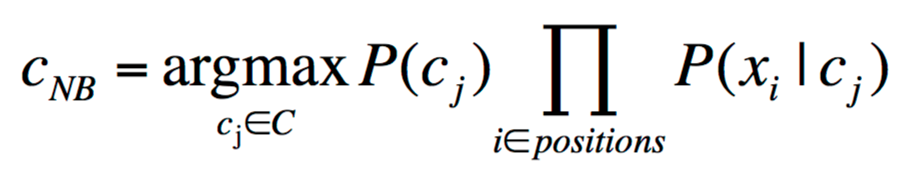 c_NB = argmax P(c_j) ∏ P(x_i | c_j)
c_j∈C i∈positions